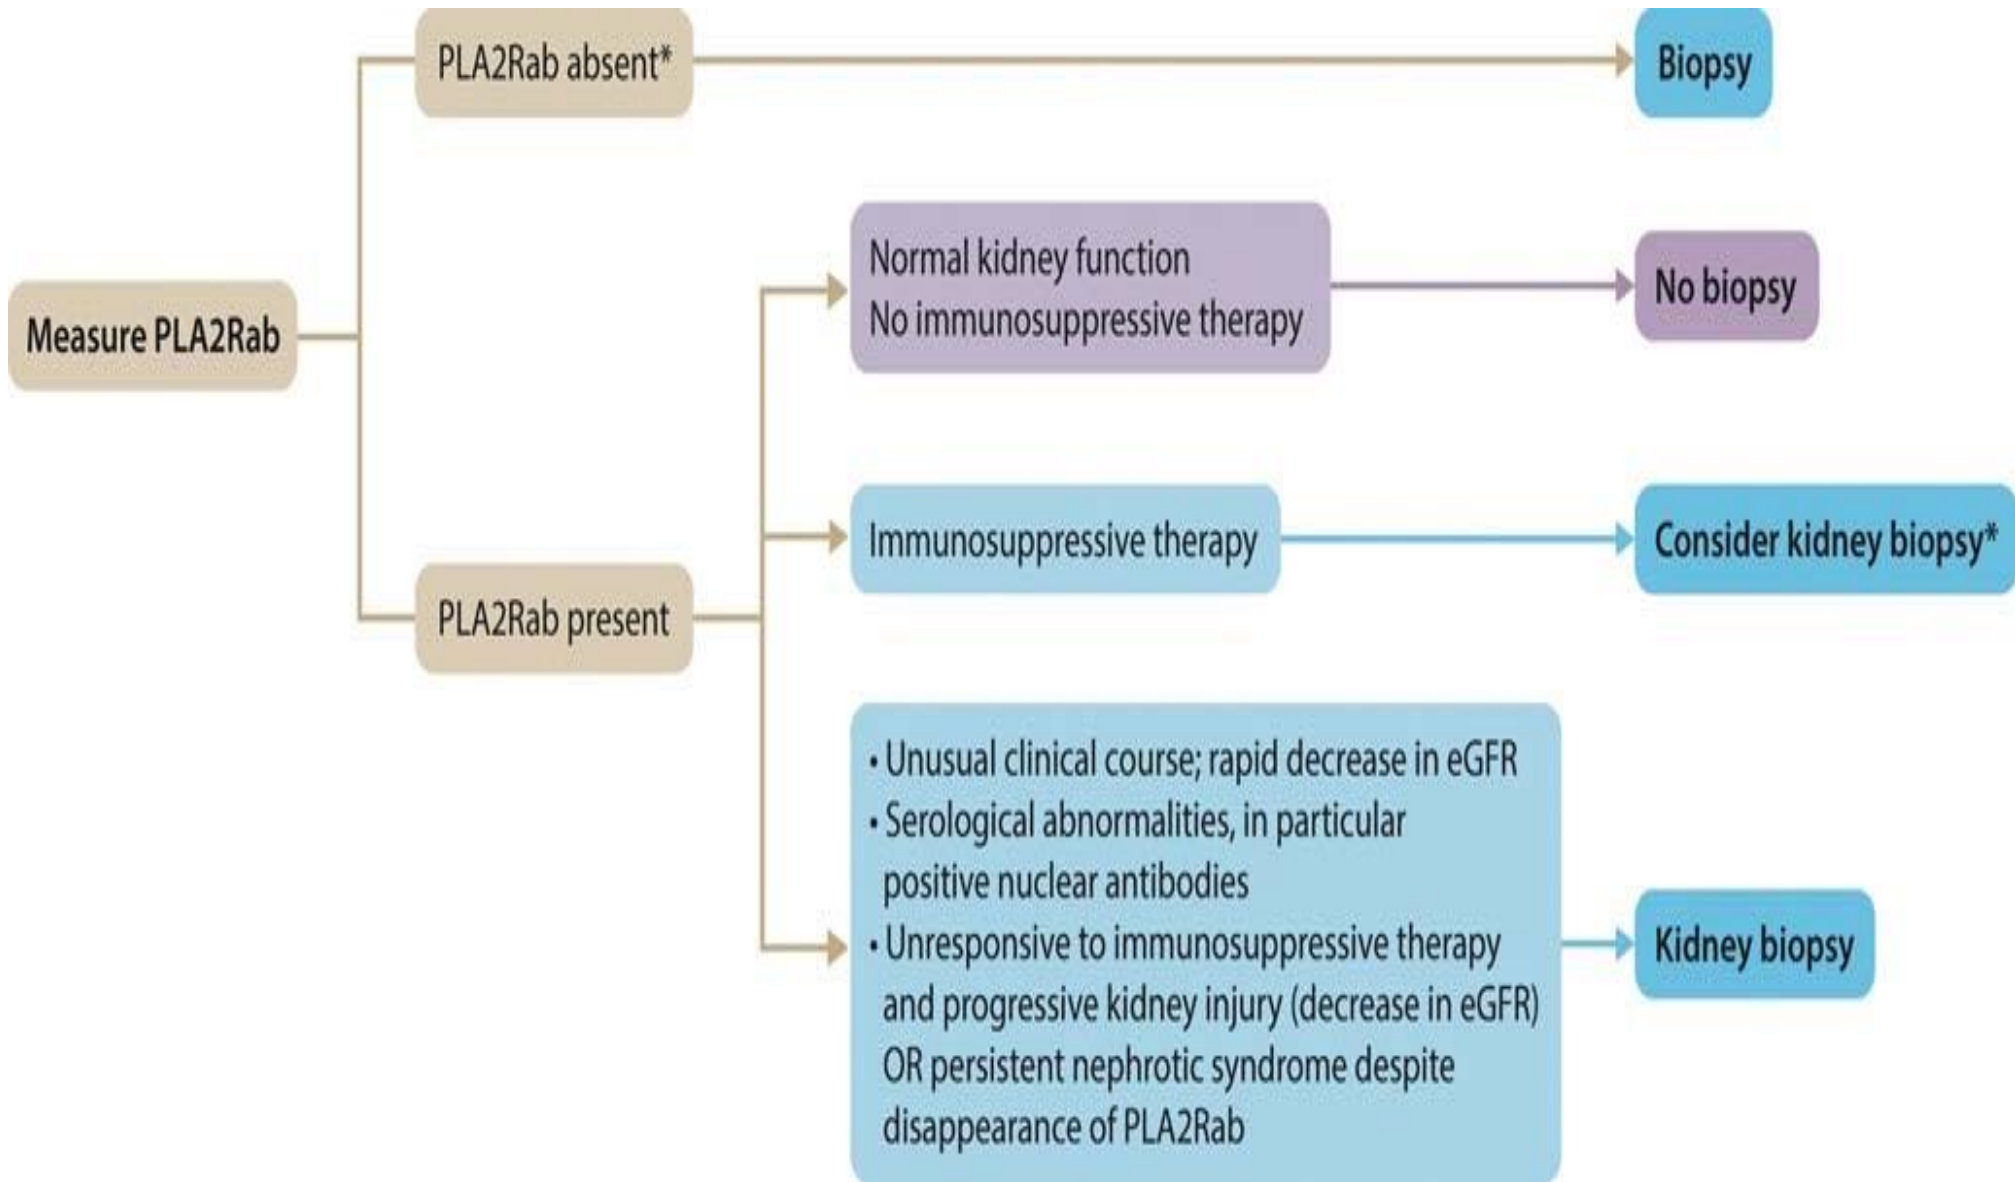 PLA2Rab absent*
Biopsy
Measure PLA2Rab
Normal kidney function
No immunosuppressive therapy
No biopsy
Immunosuppressive therapy
Consider kidney biopsy*
PLA2Rab present
• Unusual clinical course; rapid decrease in eGFR
• Serological abnormalities, in particular
positive nuclear antibodies
• Unresponsive to immunosuppressive therapy
and progressive kidney injury (decrease in eGFR)
OR persistent nephrotic syndrome despite
disappearance of PLA2Rab
Kidney biopsy